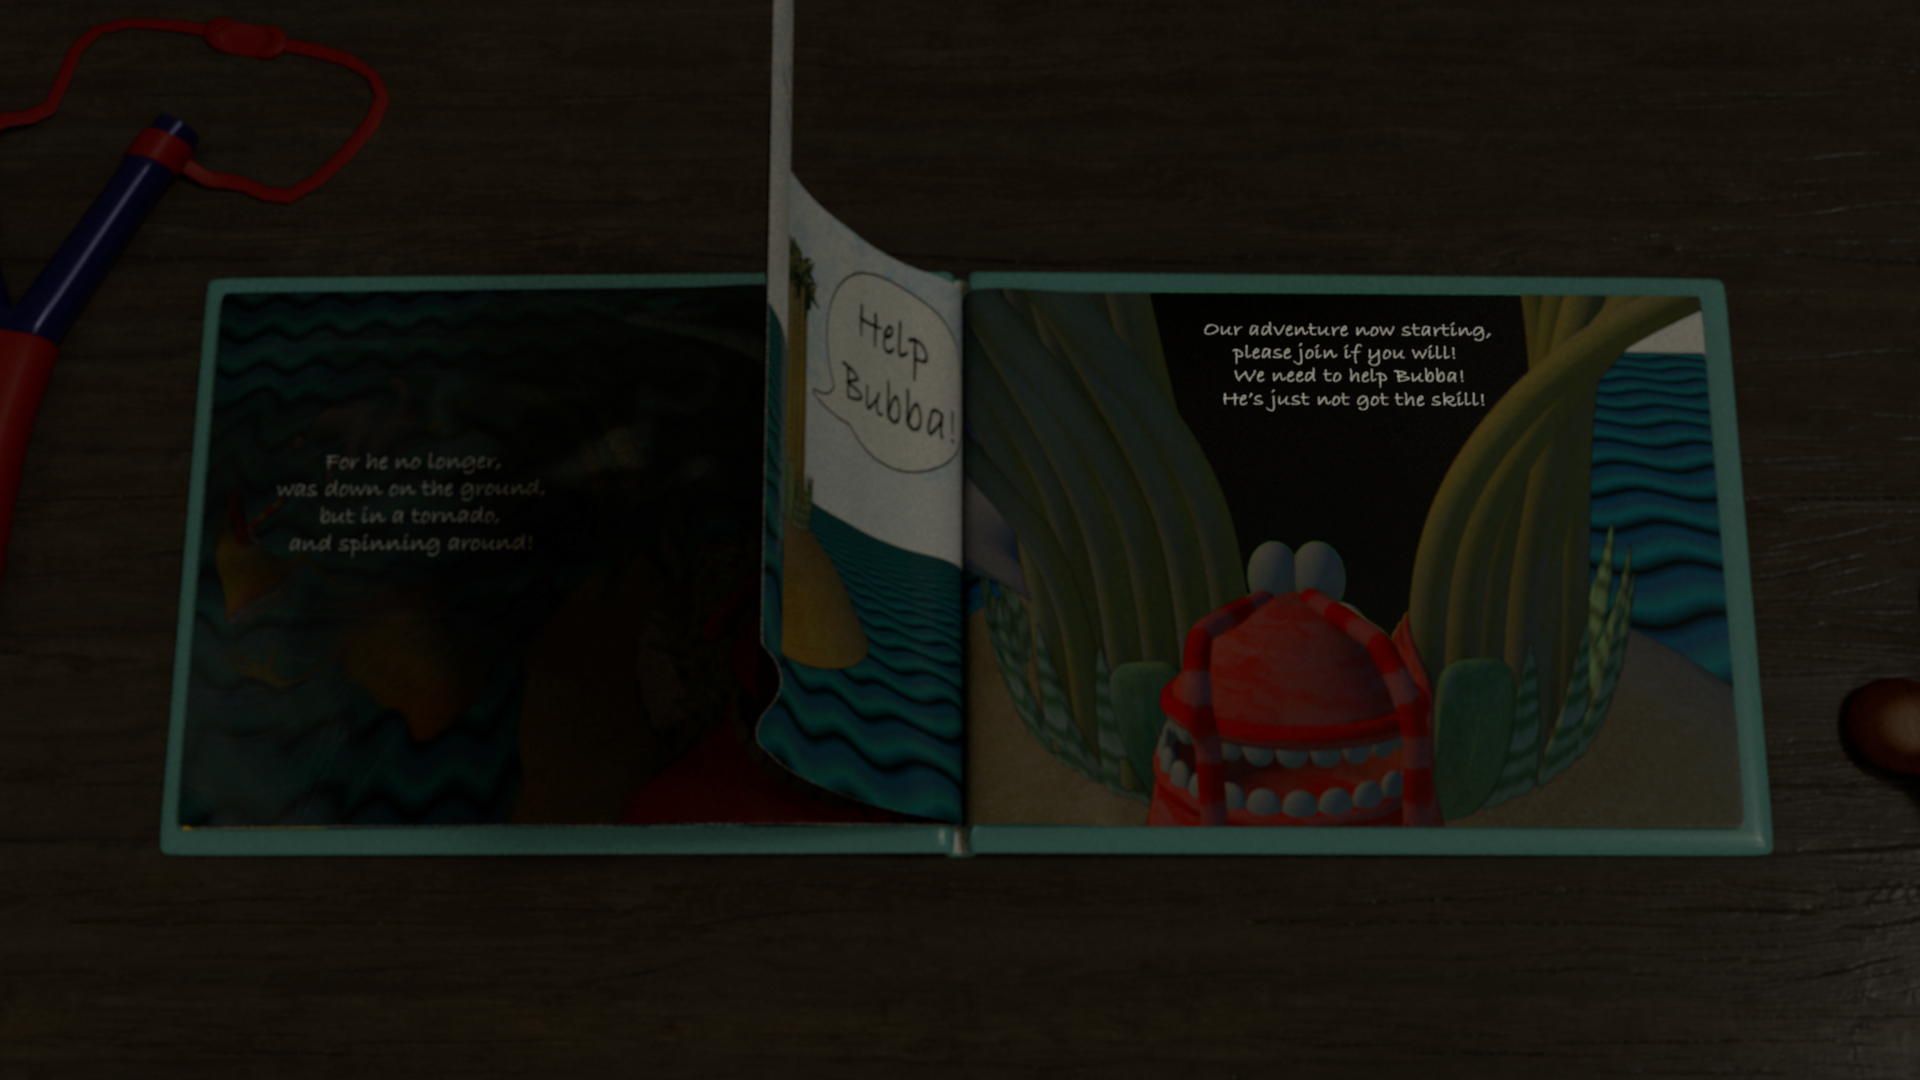 For he no longer,
was down on the ground,
but in a tornado,
and spinning around!
Help
Bubba!
Our adventure now starting,
please join if you will!
We need to help Bubba!
He's just not got the skill!